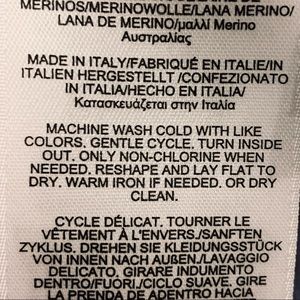 MERINOS/MERINOWOLLE/LANA MERINO/
LANA DE MERINO/μαλλί Merino
Αυστραλίας
MADE IN ITALY/FABRIQUÉ EN ITALIE/IN
ITALIEN HERGESTELLT /CONFEZIONATO
IN ITALIA/HECHO EN ITALIA/
Κατασκευάζεται στην Ιταλία
MACHINE WASH COLD WITH LIKE
COLORS. GENTLE CYCLE. TURN INSIDE
OUT. ONLY NON-CHLORINE WHEN
NEEDED. RESHAPE AND LAY FLAT TO
DRY. WARM IRON IF NEEDED. OR DRY
CLEAN.
CYCLE DÉLICAT. TOURNER LE
VÊTEMENT À L'ENVERS./SANFTEN
ZYKLUS. DREHEN SIE KLEIDUNGSSTÜCK
VON INNEN NACH AUßEN./LAVAGGIO
DELICATO. GIRARE INDUMENTO
DENTRO/FUORI./CICLO SUAVE. GIRE
LA PRENDA DE ADENTRO HACIA